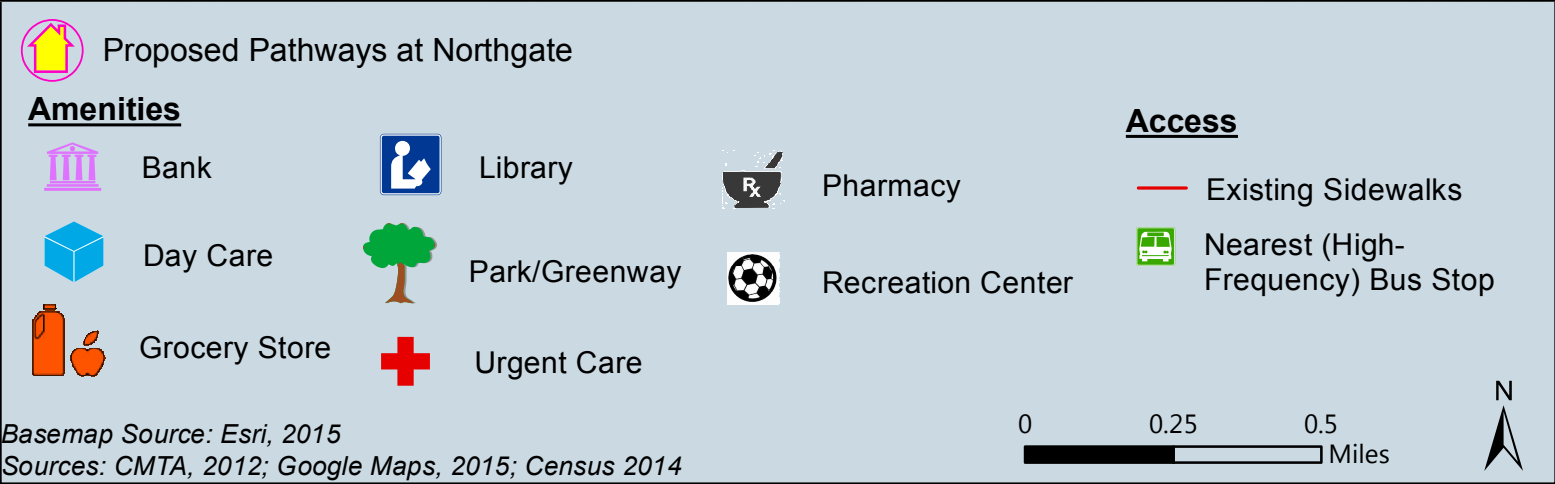 Proposed Pathways at Northgate
Amenities
Bank
Day Care
Grocery Store
Library
Park/Greenway
Urgent Care
Rx
Pharmacy
Recreation Center
Access
Existing Sidewalks
Nearest (High-
Frequency) Bus Stop
Basemap Source: Esri, 2015
Sources: CMTA, 2012; Google Maps, 2015; Census 2014
0 0.25 0.5
Miles
N